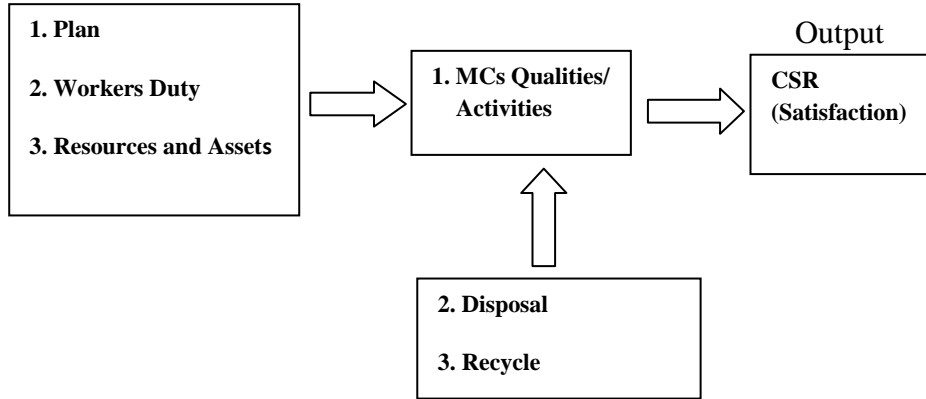 1. Plan
2. Workers Duty
3. Resources and Assets
1. MCs Qualities/
Activities
Output
CSR
(Satisfaction)
2. Disposal
3. Recycle